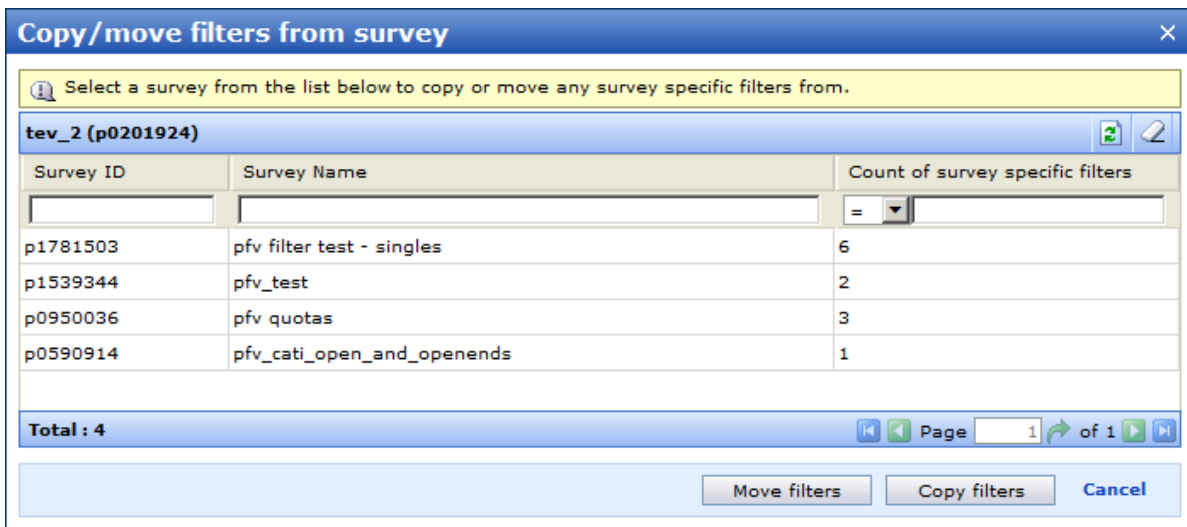 Copy/move filters from survey
Select a survey from the list below to copy or move any survey specific filters from.
tev_2 (p0201924)
Survey ID Survey Name Count of survey specific filters
=
p1781503 pfv filter test - singles 6
p1539344 pfv_test 2
p0950036 pfv quotas 3
p0590914 pfv_cati_open_and_openends 1
Total : 4 Page 1 of 1
Move filters Copy filters Cancel